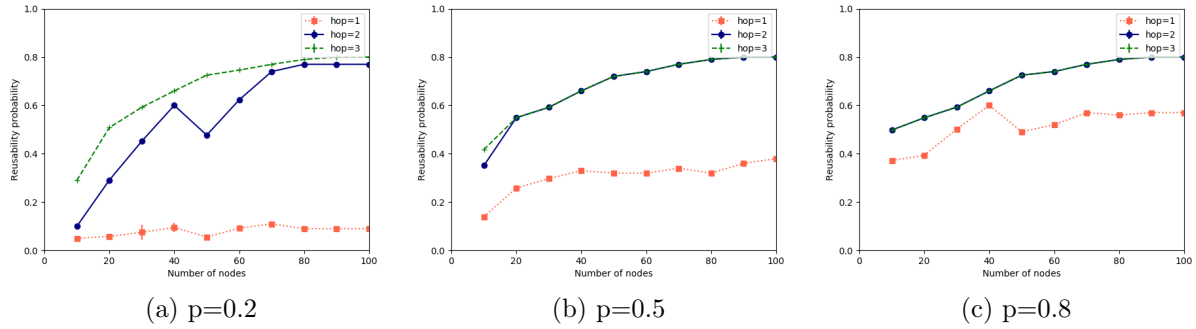 1.0
0.8
0.6
0.4
0.2
0.0
Reusability probability
0 20 40 60 80 100
Number of nodes
hop=1
hop=2
hop=3
(a) p=0.2
1.0
0.8
0.6
0.4
0.2
0.0
Reusability probability
0 20 40 60 80 100
Number of nodes
hop=1
hop=2
hop=3
(b) p=0.5
1.0
0.8
0.6
0.4
0.2
0.0
Reusability probability
0 20 40 60 80 100
Number of nodes
hop=1
hop=2
hop=3
(c) p=0.8